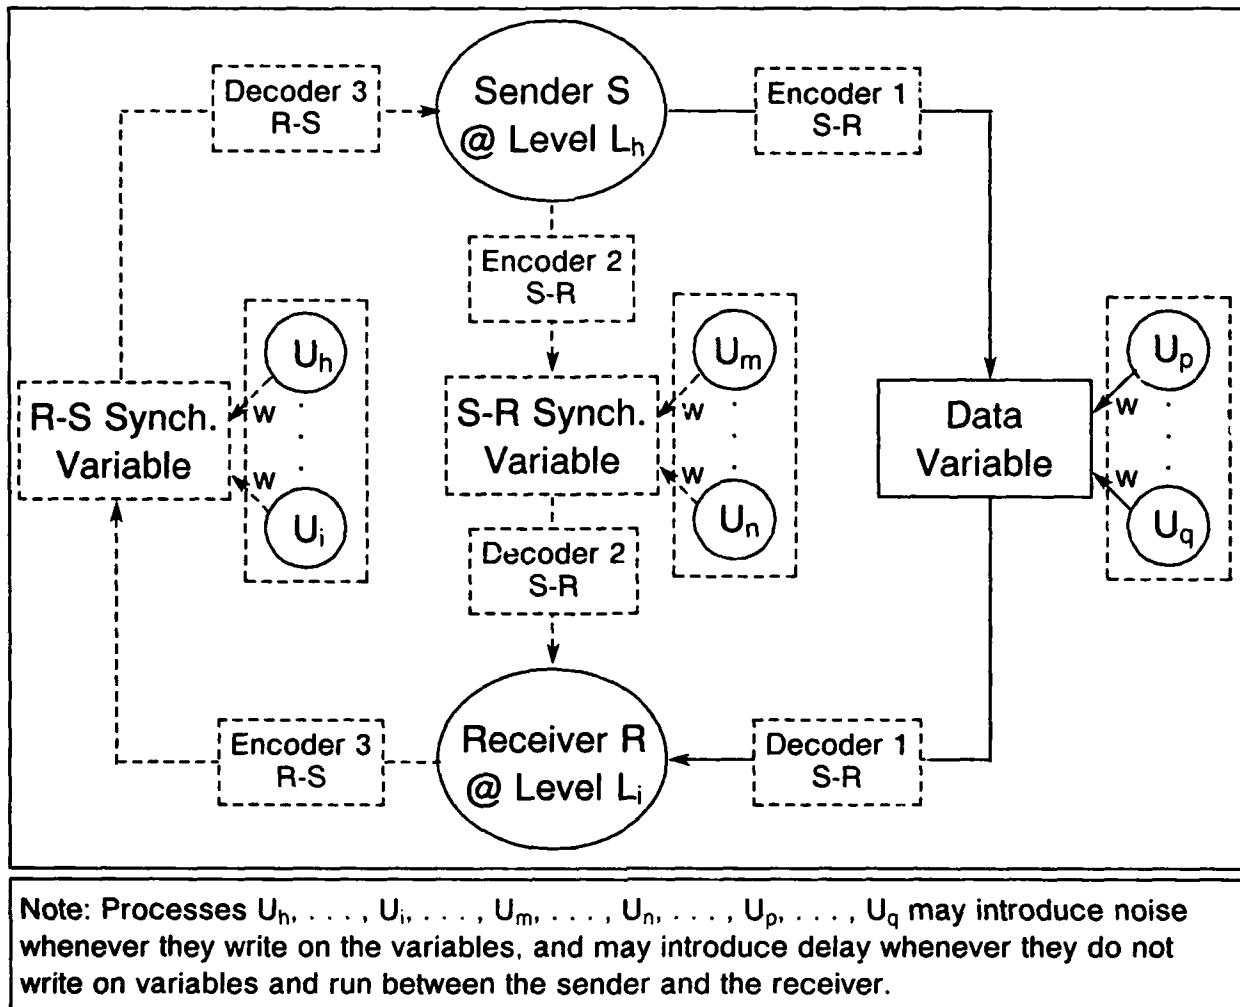 Decoder 3
R-S
Sender S
@ Level Lh
Encoder 1
S-R
Encoder 2
S-R
Uh
w
.
.
.
w
Ui
R-S Synch.
Variable
Um
w
.
.
.
w
Un
S-R Synch.
Variable
Up
w
.
.
.
w
Uq
Data
Variable
Decoder 2
S-R
Encoder 3
R-S
Receiver R
@ Level Li
Decoder 1
S-R
Note: Processes Uh, . . . , Ui, . . . , Um, . . . , Un, . . . , Up, . . . , Uq may introduce noise
whenever they write on the variables, and may introduce delay whenever they do not
write on variables and run between the sender and the receiver.